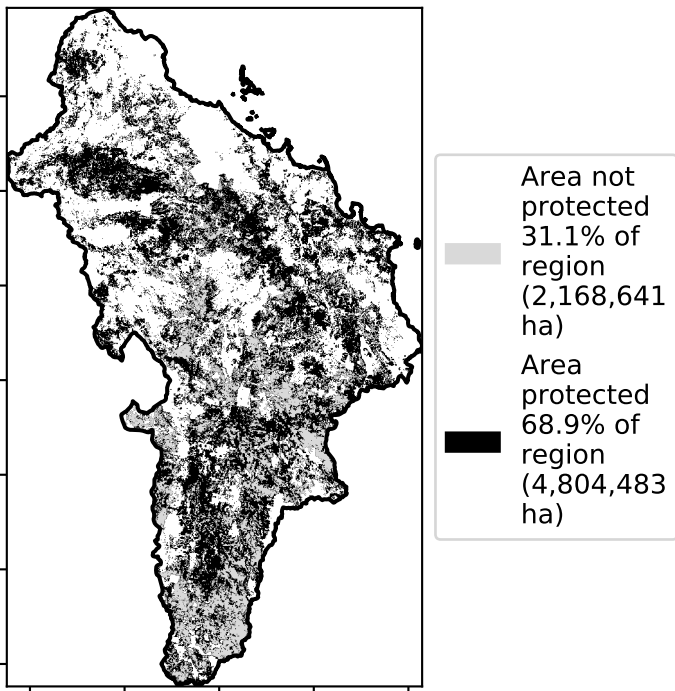 Area not
protected
31.1% of
region
(2,168,641
ha)
Area
protected
68.9% of
region
(4,804,483
ha)